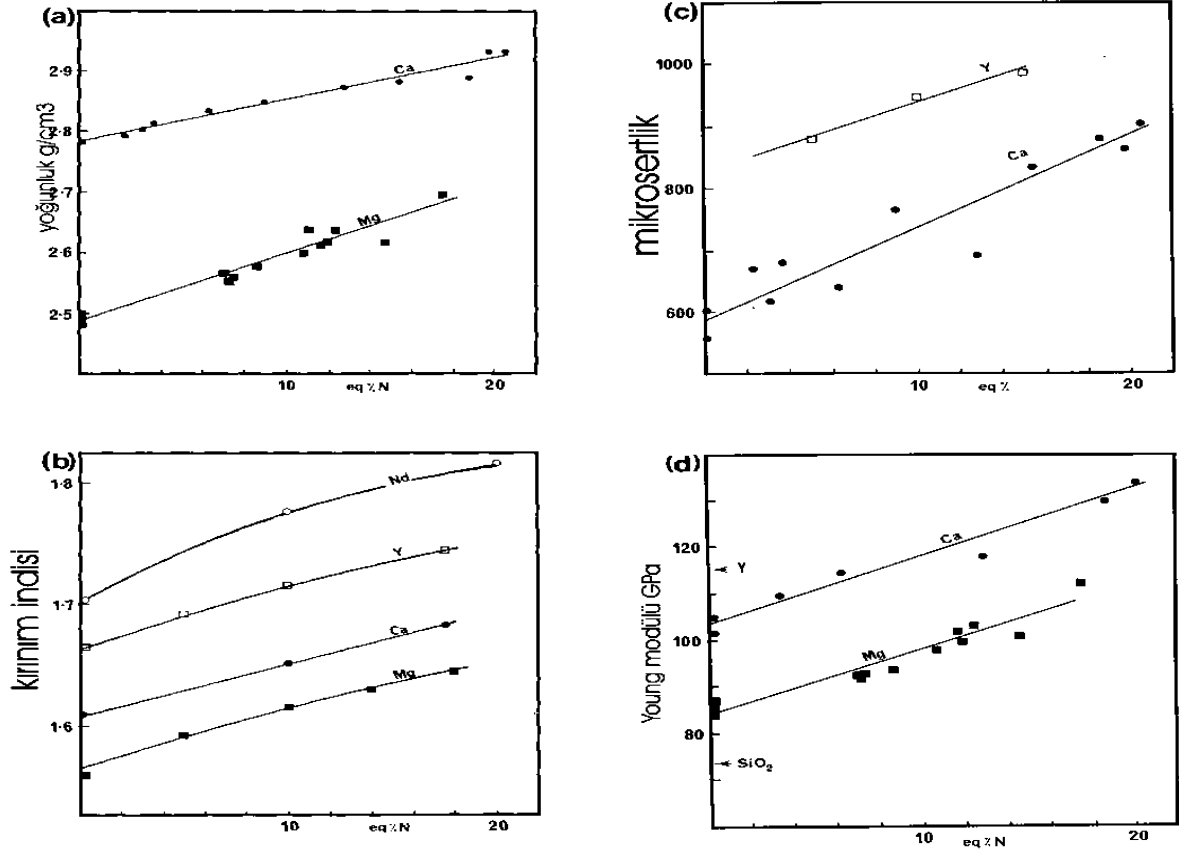 (a)
2·9
2·8
2·7
2·6
2·5
yoğunluk g/cm3
Ca
Mg
10
eq % N
20
(c)
1000
800
600
mikrosertlik
Y
Ca
10
eq %
20
(b)
1·8
1·7
1·6
kırınım indisi
Nd
Y
Ca
Mg
10
eq % N
20
(d)
120
100
80
Young modülü GPa
Ca
Y
Mg
SiO₂
10
eq % N
20